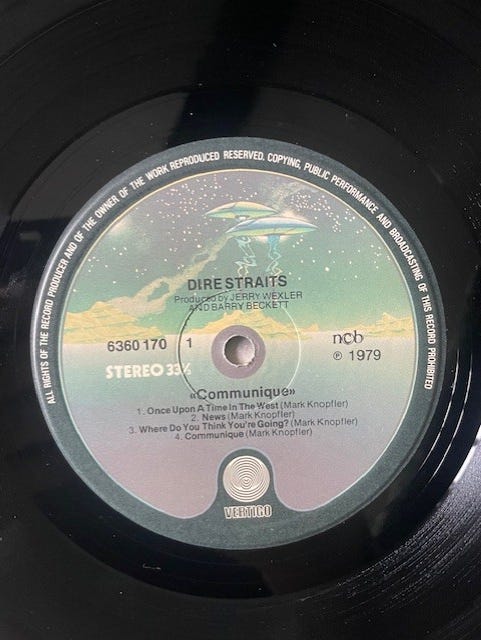 ALL RIGHTS OF THE RECORD PRODUCER AND OF THE OWNER OF THE WORK REPRODUCED RESERVED. COPYING, PUBLIC PERFORMANCE AND BROADCASTING OF THIS RECORD PROHIBITED
DIRE STRAITS
Produced by JERRY WEXLER
AND BARRY BECKETT
6360 170 1 ncb
℗ 1979
STEREO 33⅓
«Communique»
1. Once Upon A Time In The West (Mark Knopfler)
2. News (Mark Knopfler)
3. Where Do You Think You're Going? (Mark Knopfler)
4. Communique (Mark Knopfler)
VERTIGO